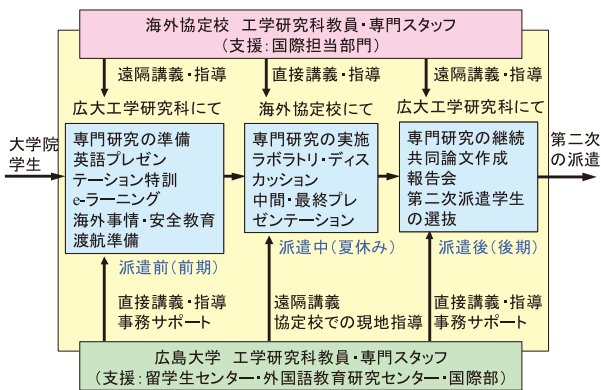 海外協定校 工学研究科教員・専門スタッフ
(支援:国際担当部門)
遠隔講義・指導
直接講義・指導
遠隔講義・指導
広大工学研究科にて
海外協定校にて
広大工学研究科にて
大学院
学生
専門研究の準備
英語プレゼン
テーション特訓
e-ラーニング
海外事情・安全教育
渡航準備
専門研究の実施
ラボラトリ・ディス
カッション
中間・最終プレ
ゼンテーション
専門研究の継続
共同論文作成
報告会
第二次派遣学生
の選抜
第二次
の派遣
派遣前(前期)
派遣中(夏休み)
派遣後(後期)
直接講義・指導
事務サポート
遠隔講義
協定校での現地指導
直接講義・指導
事務サポート
広島大学 工学研究科教員・専門スタッフ
(支援:留学生センター・外国語教育研究センター・国際部)